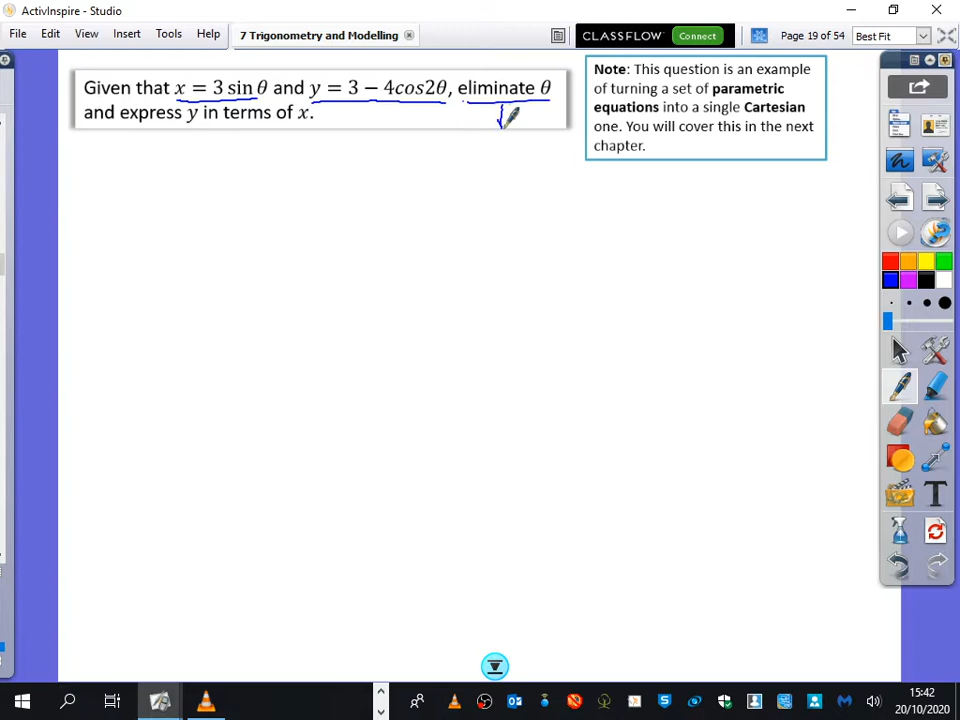 ActivInspire - Studio
File Edit View Insert Tools Help
7 Trigonometry and Modelling
CLASSFLOW Connect
Page 19 of 54
Best Fit
Given that x = 3 sin θ and y = 3 − 4cos2θ, eliminate θ
and express y in terms of x.
Note: This question is an example
of turning a set of parametric
equations into a single Cartesian
one. You will cover this in the next
chapter.
15:42
20/10/2020